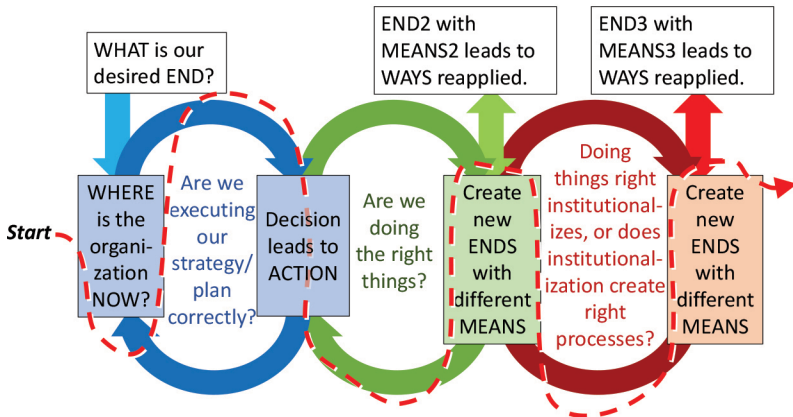 WHAT is our
desired END?
END2 with
MEANS2 leads to
WAYS reapplied.
END3 with
MEANS3 leads to
WAYS reapplied.
Start
WHERE
is the
organi-
zation
NOW?
Are we
executing
our
strategy/
plan
correctly?
Decision
leads to
ACTION
Are we
doing
the right
things?
Create
new
ENDS
with
different
MEANS
Doing
things right
institutional-
izes, or does
institutional-
ization create
right
processes?
Create
new
ENDS
with
different
MEANS